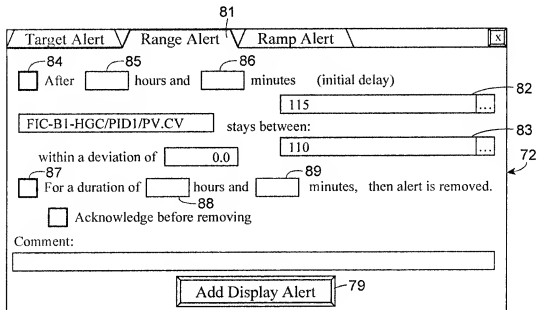 81
Target Alert Range Alert Ramp Alert x
84 85 86
After hours and minutes (initial delay)
82
115 ...
FIC-B1-HGC/PID1/PV.CV stays between:
83
110 ...
within a deviation of 0.0
72
87 89
For a duration of hours and minutes, then alert is removed.
88
Acknowledge before removing
Comment:
Add Display Alert 79